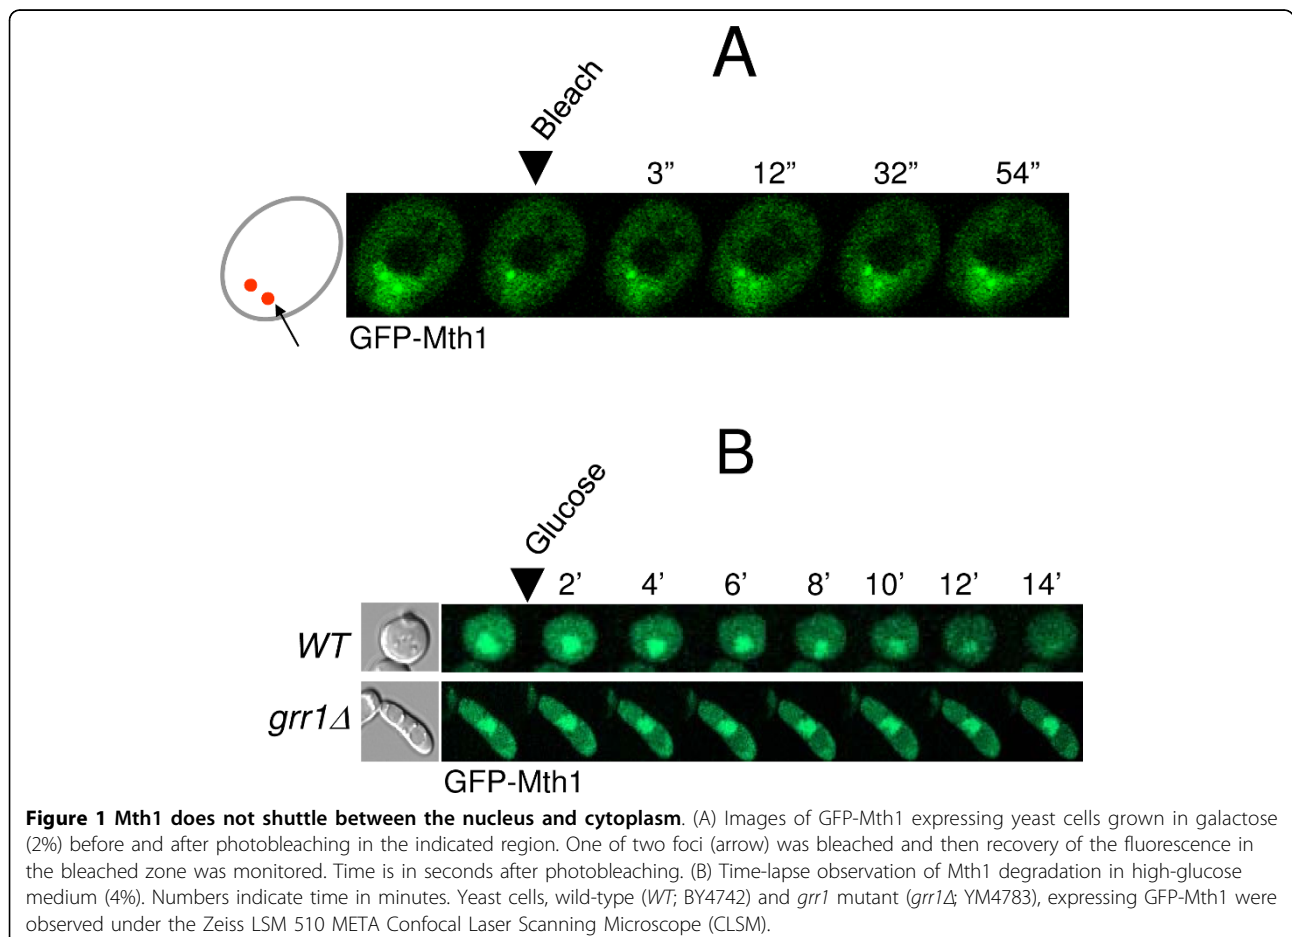 A
Bleach
3” 12” 32” 54”
GFP-Mth1
B
Glucose
2’ 4’ 6’ 8’ 10’ 12’ 14’
WT
grr1Δ
GFP-Mth1
Figure 1 Mth1 does not shuttle between the nucleus and cytoplasm. (A) Images of GFP-Mth1 expressing yeast cells grown in galactose
(2%) before and after photobleaching in the indicated region. One of two foci (arrow) was bleached and then recovery of the fluorescence in
the bleached zone was monitored. Time is in seconds after photobleaching. (B) Time-lapse observation of Mth1 degradation in high-glucose
medium (4%). Numbers indicate time in minutes. Yeast cells, wild-type (WT; BY4742) and grr1 mutant (grr1Δ; YM4783), expressing GFP-Mth1 were
observed under the Zeiss LSM 510 META Confocal Laser Scanning Microscope (CLSM).